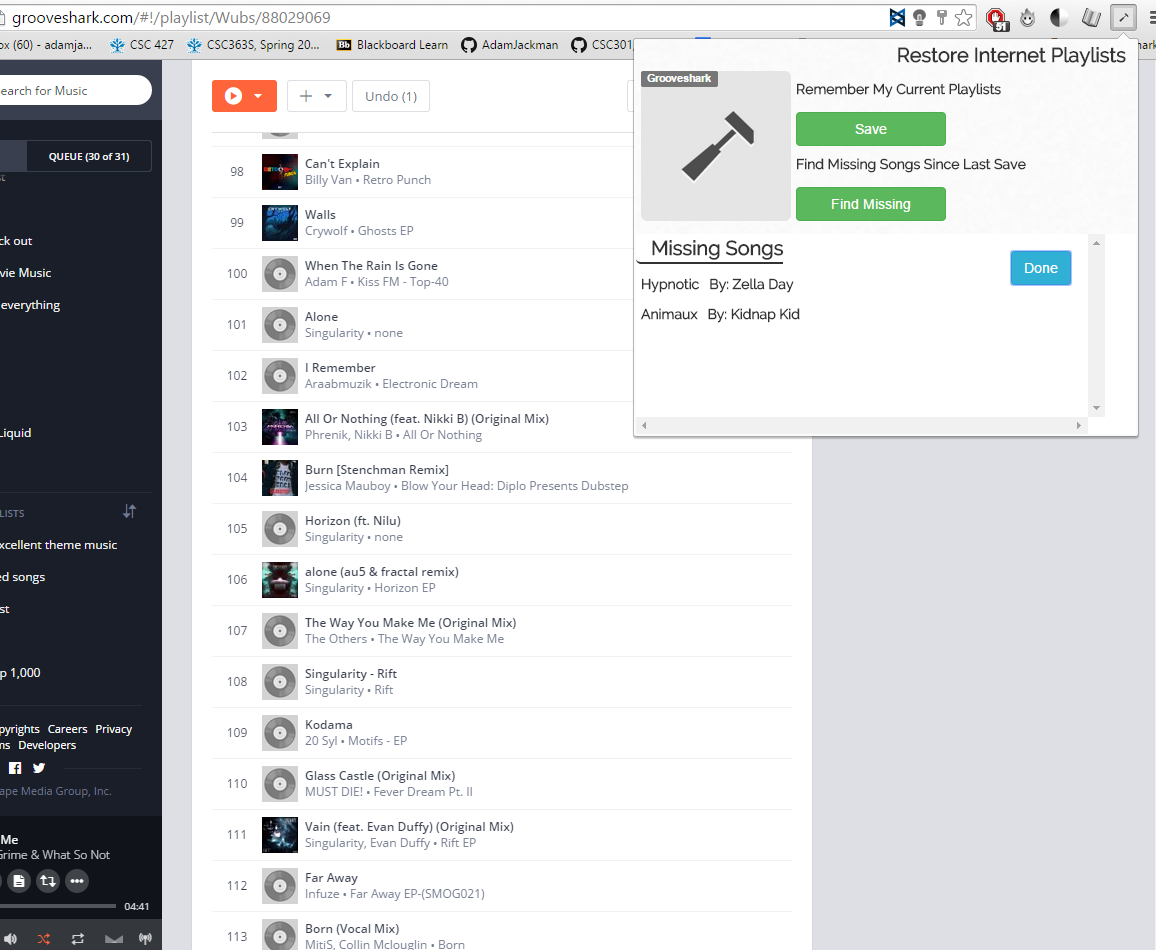 grooveshark.com/#!/playlist/Wubs/88029069
51
ox (60) - adamja...
CSC 427
CSC363S, Spring 20...
Bb Blackboard Learn
AdamJackman
CSC301,
Restore Internet Playlists
Grooveshark
Remember My Current Playlists
Save
Find Missing Songs Since Last Save
Find Missing
Missing Songs
Done
Hypnotic By: Zella Day
Animaux By: Kidnap Kid
earch for Music
QUEUE (30 of 31)
ck out
vie Music
everything
Liquid
LISTS
xcellent theme music
ed songs
st
p 1,000
pyrights Careers Privacy
ms Developers
ape Media Group, Inc.
Me
Grime & What So Not
04:41
Undo (1)
98
Can't Explain
Billy Van • Retro Punch
99
Walls
Crywolf • Ghosts EP
100
When The Rain Is Gone
Adam F • Kiss FM - Top-40
101
Alone
Singularity • none
102
I Remember
Araabmuzik • Electronic Dream
103
All Or Nothing (feat. Nikki B) (Original Mix)
Phrenik, Nikki B • All Or Nothing
104
Burn [Stenchman Remix]
Jessica Mauboy • Blow Your Head: Diplo Presents Dubstep
105
Horizon (ft. Nilu)
Singularity • none
106
alone (au5 & fractal remix)
Singularity • Horizon EP
107
The Way You Make Me (Original Mix)
The Others • The Way You Make Me
108
Singularity - Rift
Singularity • Rift
109
Kodama
20 Syl • Motifs - EP
110
Glass Castle (Original Mix)
MUST DIE! • Fever Dream Pt. II
111
Vain (feat. Evan Duffy) (Original Mix)
Singularity, Evan Duffy • Rift EP
112
Far Away
Infuze • Far Away EP-(SMOG021)
113
Born (Vocal Mix)
MitiS, Collin Mclouglin • Born